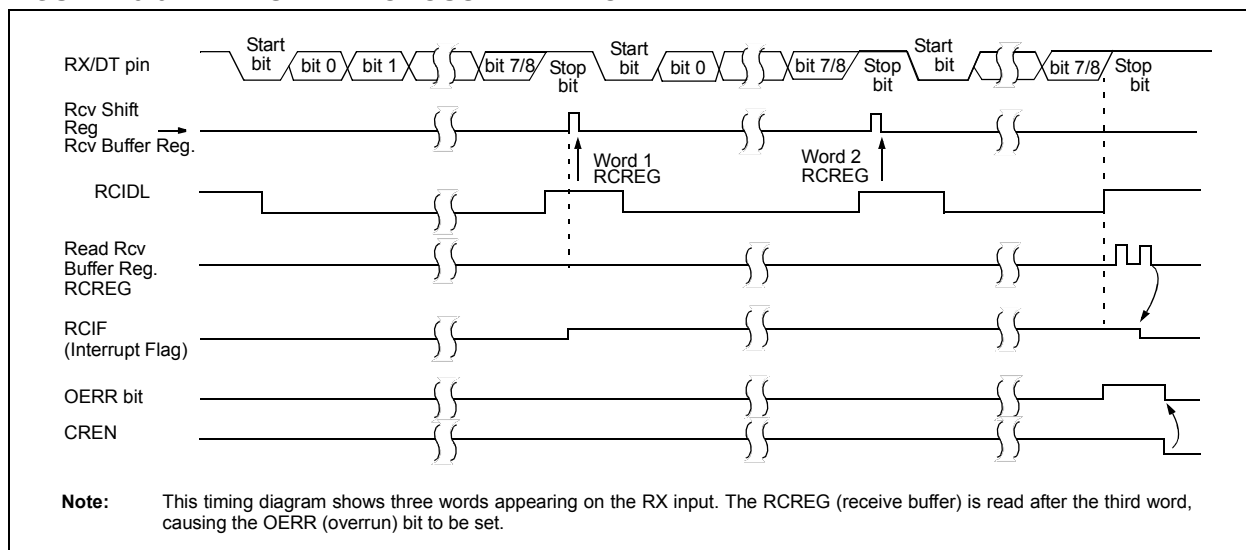 RX/DT pin
Start bit
bit 0
bit 1
bit 7/8
Stop bit
Start bit
bit 0
bit 7/8
Stop bit
Start bit
bit 7/8
Stop bit
Rcv Shift
Reg
Rcv Buffer Reg.
Word 1
RCREG
Word 2
RCREG
RCIDL
Read Rcv
Buffer Reg.
RCREG
RCIF
(Interrupt Flag)
OERR bit
CREN
Note: This timing diagram shows three words appearing on the RX input. The RCREG (receive buffer) is read after the third word,
causing the OERR (overrun) bit to be set.